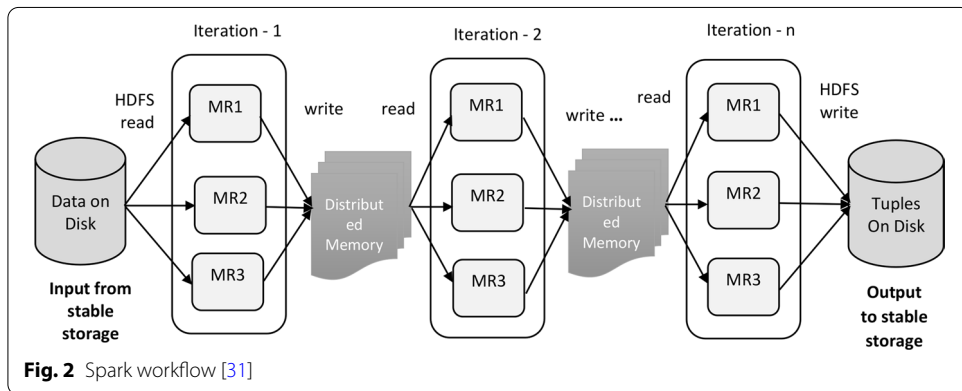 Iteration - 1
Iteration - 2
Iteration - n
HDFS
read
MR1
MR2
MR3
write
read
MR1
MR2
MR3
write ...
read
MR1
MR2
MR3
HDFS
write
Data on
Disk
Distribut
ed
Memory
Distribut
ed
Memory
Tuples
On Disk
Input from
stable
storage
Output
to stable
storage
Fig. 2 Spark workflow [31]